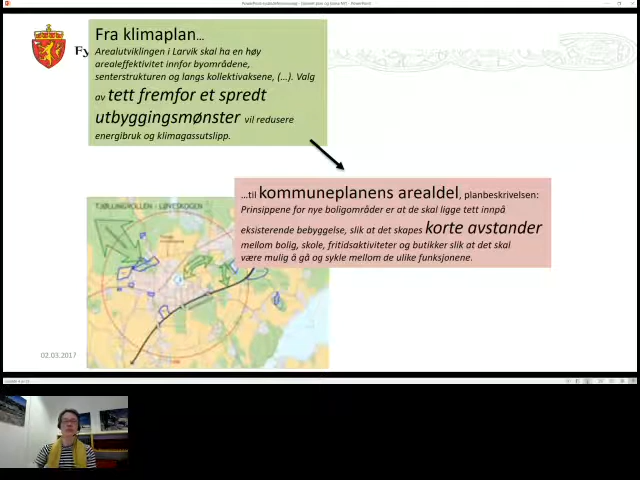 Fra klimaplan...
Arealutviklingen i Larvik skal ha en høy
arealeffektivitet innfor byområdene,
senterstrukturen og langs kollektivaksene, (...). Valg
av tett fremfor et spredt
utbyggingsmønster vil redusere
energibruk og klimagassutslipp.
Fy
...til kommuneplanens arealdel, planbeskrivelsen:
Prinsippene for nye boligområder er at de skal ligge tett innpå
eksisterende bebyggelse, slik at det skapes korte avstander
mellom bolig, skole, fritidsaktiviteter og butikker slik at det skal
være mulig å gå og sykle mellom de ulike funksjonene.
TJØLLINGVOLLEN - LØVESKOGEN
02.03.2017